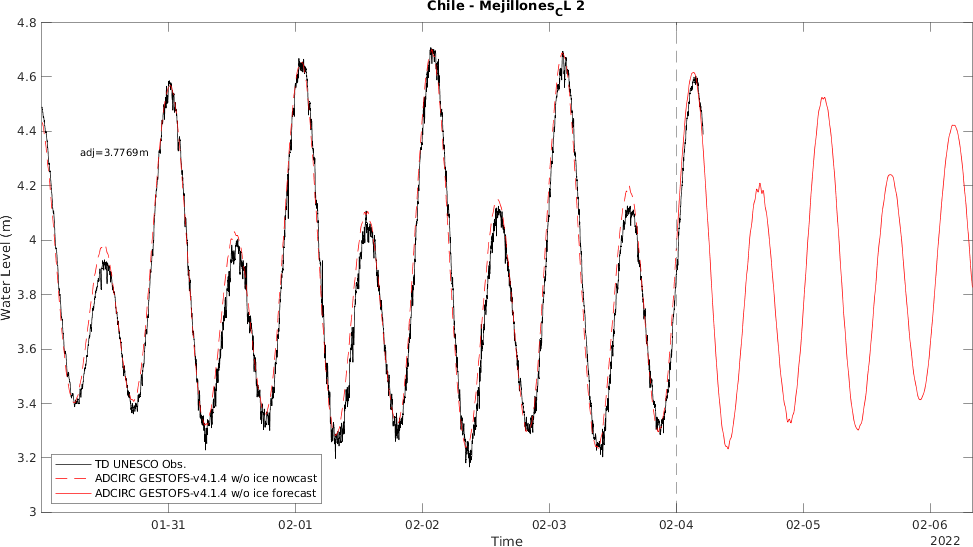 Chile - Mejillones_CL 2
4.8
4.6
4.4
4.2
4
3.8
3.6
3.4
3.2
3
Water Level (m)
adj=3.7769m
TD UNESCO Obs.
ADCIRC GESTOFS-v4.1.4 w/o ice nowcast
ADCIRC GESTOFS-v4.1.4 w/o ice forecast
01-31
02-01
02-02
02-03
02-04
02-05
02-06
Time
2022